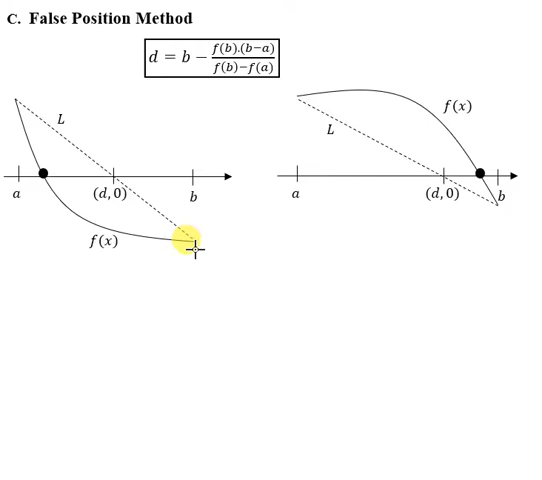 C. False Position Method
d = b − f(b).(b−a) / f(b)−f(a)
L
a
(d, 0)
b
f(x)
f(x)
L
a
(d, 0)
b